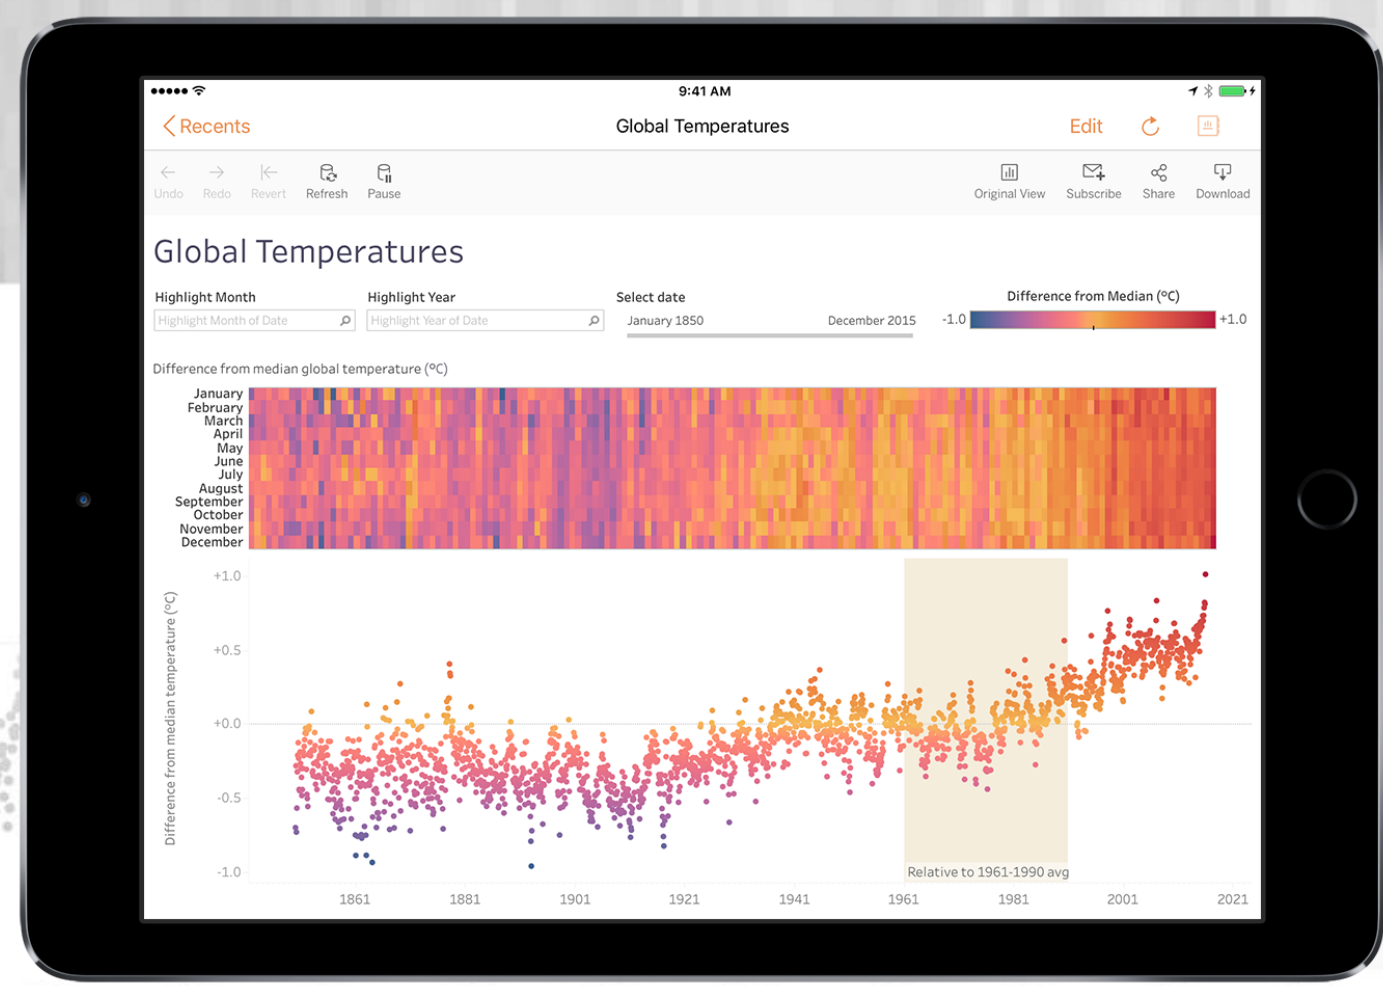 9:41 AM
Recents
Global Temperatures
Edit
Undo
Redo
Revert
Refresh
Pause
Original View
Subscribe
Share
Download
Global Temperatures
Highlight Month
Highlight Year
Select date
Difference from Median (°C)
Highlight Month of Date
Highlight Year of Date
January 1850
December 2015
-1.0
+1.0
Difference from median global temperature (°C)
January
February
March
April
May
June
July
August
September
October
November
December
Difference from median temperature (°C)
+1.0
+0.5
+0.0
-0.5
-1.0
Relative to 1961-1990 avg
1861
1881
1901
1921
1941
1961
1981
2001
2021